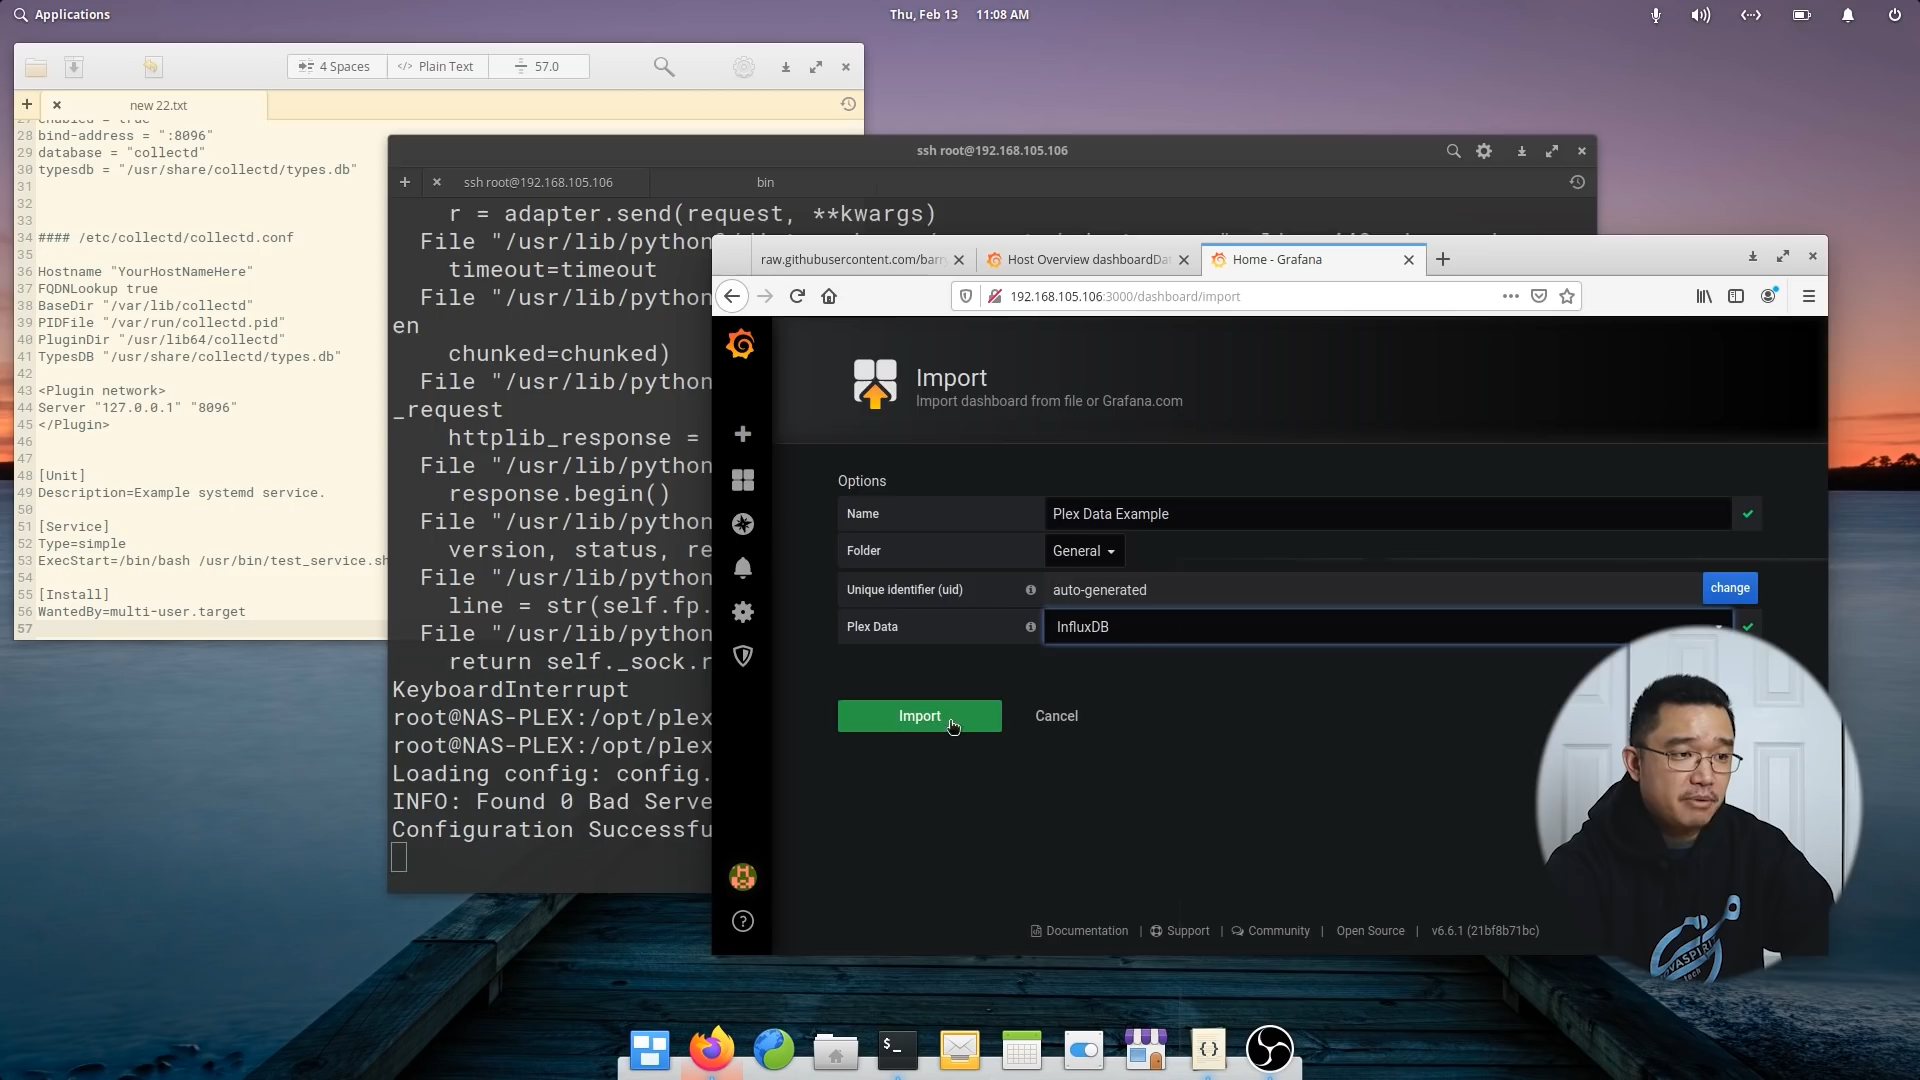 Applications
Thu, Feb 13 11:08 AM
4 Spaces
</> Plain Text
57.0
new 22.txt
27 enabled = true
28 bind-address = ":8096"
29 database = "collectd"
30 typesdb = "/usr/share/collectd/types.db"
31
32
33
34 #### /etc/collectd/collectd.conf
35
36 Hostname "YourHostNameHere"
37 FQDNLookup true
38 BaseDir "/var/lib/collectd"
39 PIDFile "/var/run/collectd.pid"
40 PluginDir "/usr/lib64/collectd"
41 TypesDB "/usr/share/collectd/types.db"
42
43 <Plugin network>
44 Server "127.0.0.1" "8096"
45 </Plugin>
46
47
48 [Unit]
49 Description=Example systemd service.
50
51 [Service]
52 Type=simple
53 ExecStart=/bin/bash /usr/bin/test_service.sh
54
55 [Install]
56 WantedBy=multi-user.target
57
ssh root@192.168.105.106
ssh root@192.168.105.106
bin
r = adapter.send(request, **kwargs)
File "/usr/lib/python
timeout=timeout
File "/usr/lib/python
en
chunked=chunked)
File "/usr/lib/python
_request
httplib_response =
File "/usr/lib/python
response.begin()
File "/usr/lib/python
version, status, re
File "/usr/lib/python
line = str(self.fp.
File "/usr/lib/python
return self._sock.r
KeyboardInterrupt
root@NAS-PLEX:/opt/plex
root@NAS-PLEX:/opt/plex
Loading config: config.
INFO: Found 0 Bad Serve
Configuration Successfu
raw.githubusercontent.com/barr
Host Overview dashboardDat
Home - Grafana
192.168.105.106:3000/dashboard/import
Import
Import dashboard from file or Grafana.com
Options
Name
Plex Data Example
Folder
General
Unique identifier (uid)
auto-generated
change
Plex Data
InfluxDB
Import
Cancel
Documentation | Support | Community | Open Source | v6.6.1 (21bf8b71bc)
$_
{}